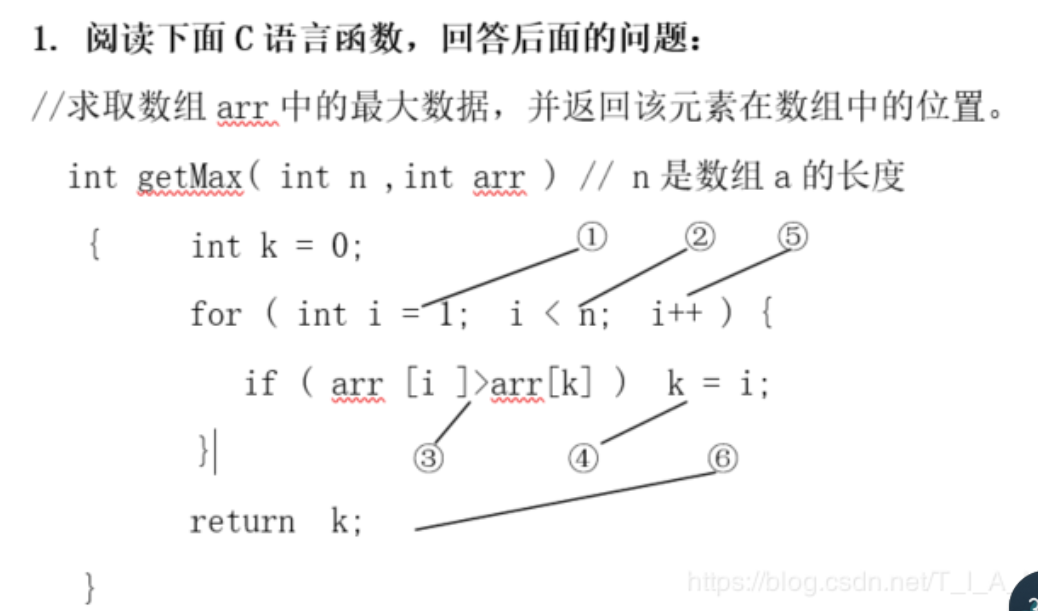 1. 阅读下面 C 语言函数，回答后面的问题：
//求取数组 arr 中的最大数据，并返回该元素在数组中的位置。
int getMax( int n ,int arr ) // n 是数组 a 的长度
{ int k = 0; ① ② ⑤
for ( int i = 1; i < n; i++ ) {
if ( arr [i ]>arr[k] ) k = i;
} ③ ④ ⑥
return k;
}
https://blog.csdn.net/T_I_A_